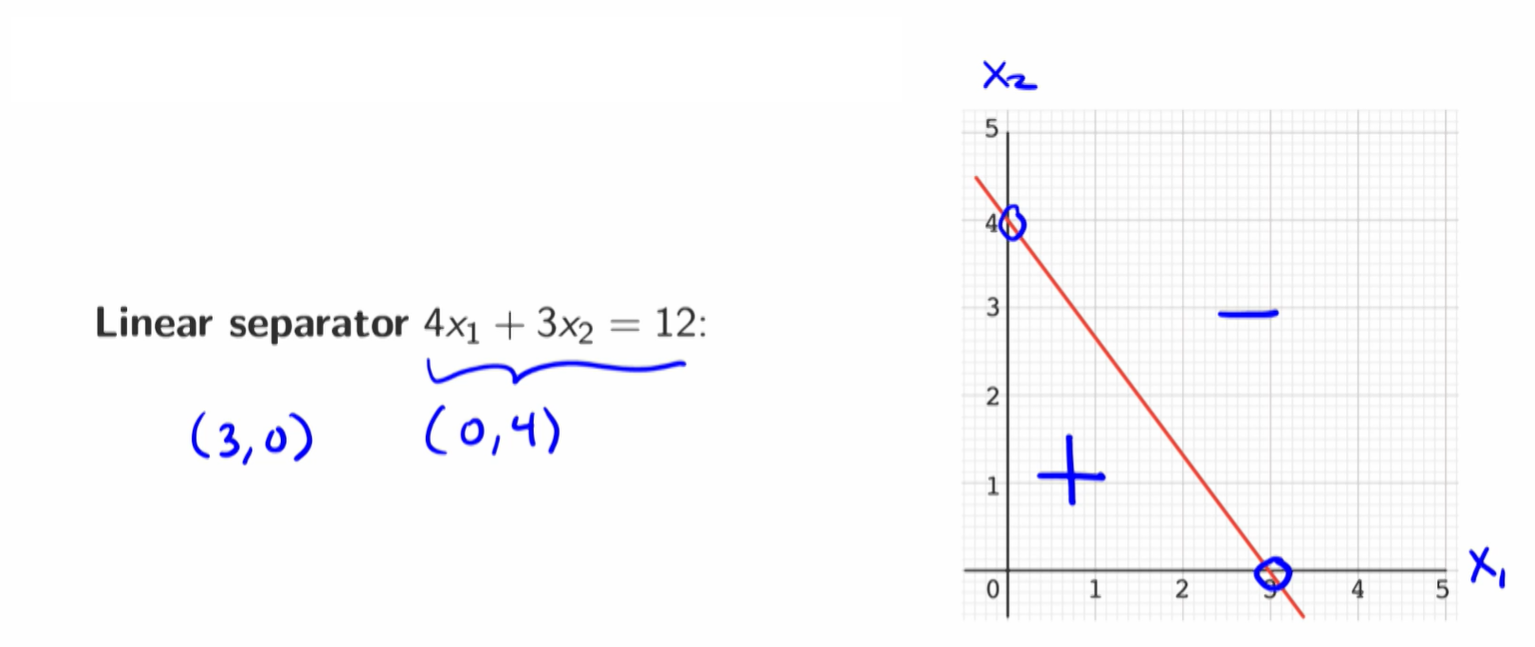 Linear separator 4x₁ + 3x₂ = 12:
(3,0) (0,4)
x₂
5
4
3
2
1
0 1 2 3 4 5
x₁
−
+